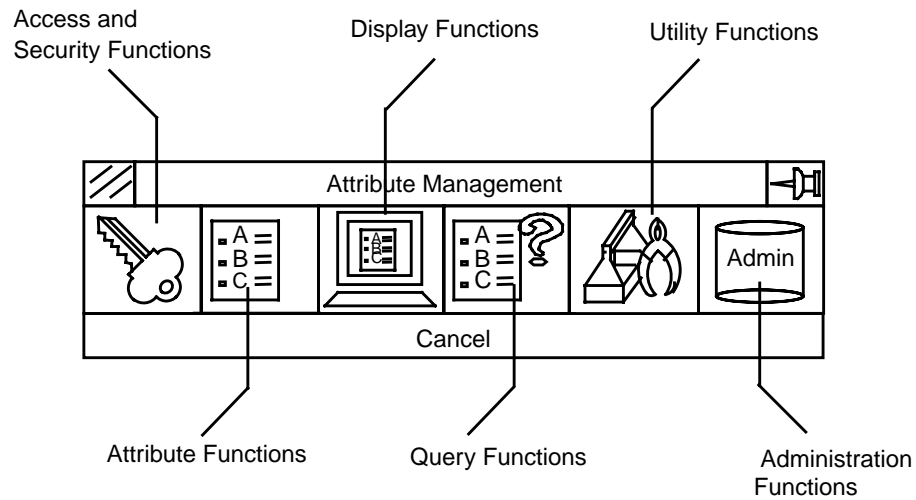 Access and
Security Functions
Display Functions
Utility Functions
Attribute Management
A
B
C
A
B
C
A
B
C
?
Admin
Cancel
Attribute Functions
Query Functions
Administration
Functions